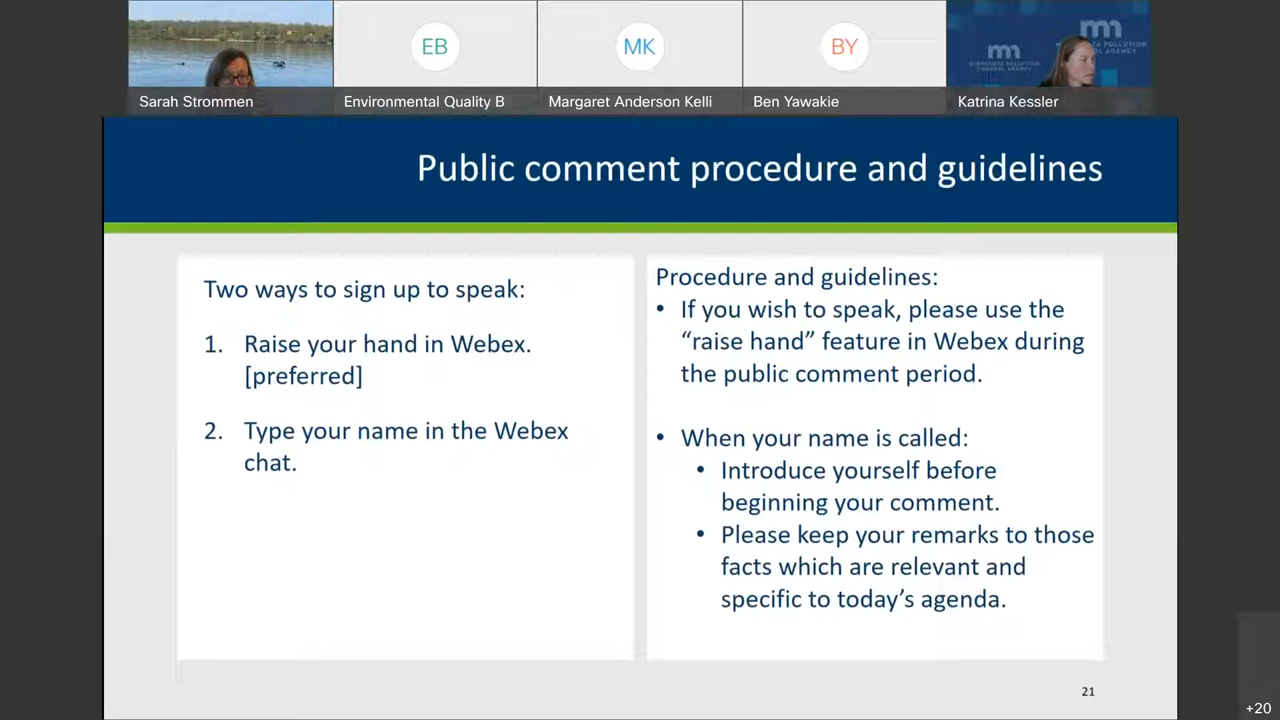 EB
MK
BY
Sarah Strommen
Environmental Quality B
Margaret Anderson Kelli
Ben Yawakie
Katrina Kessler
Public comment procedure and guidelines
Two ways to sign up to speak:
1. Raise your hand in Webex.
[preferred]
2. Type your name in the Webex
chat.
Procedure and guidelines:
• If you wish to speak, please use the
“raise hand” feature in Webex during
the public comment period.
• When your name is called:
• Introduce yourself before
beginning your comment.
• Please keep your remarks to those
facts which are relevant and
specific to today’s agenda.
21
+20